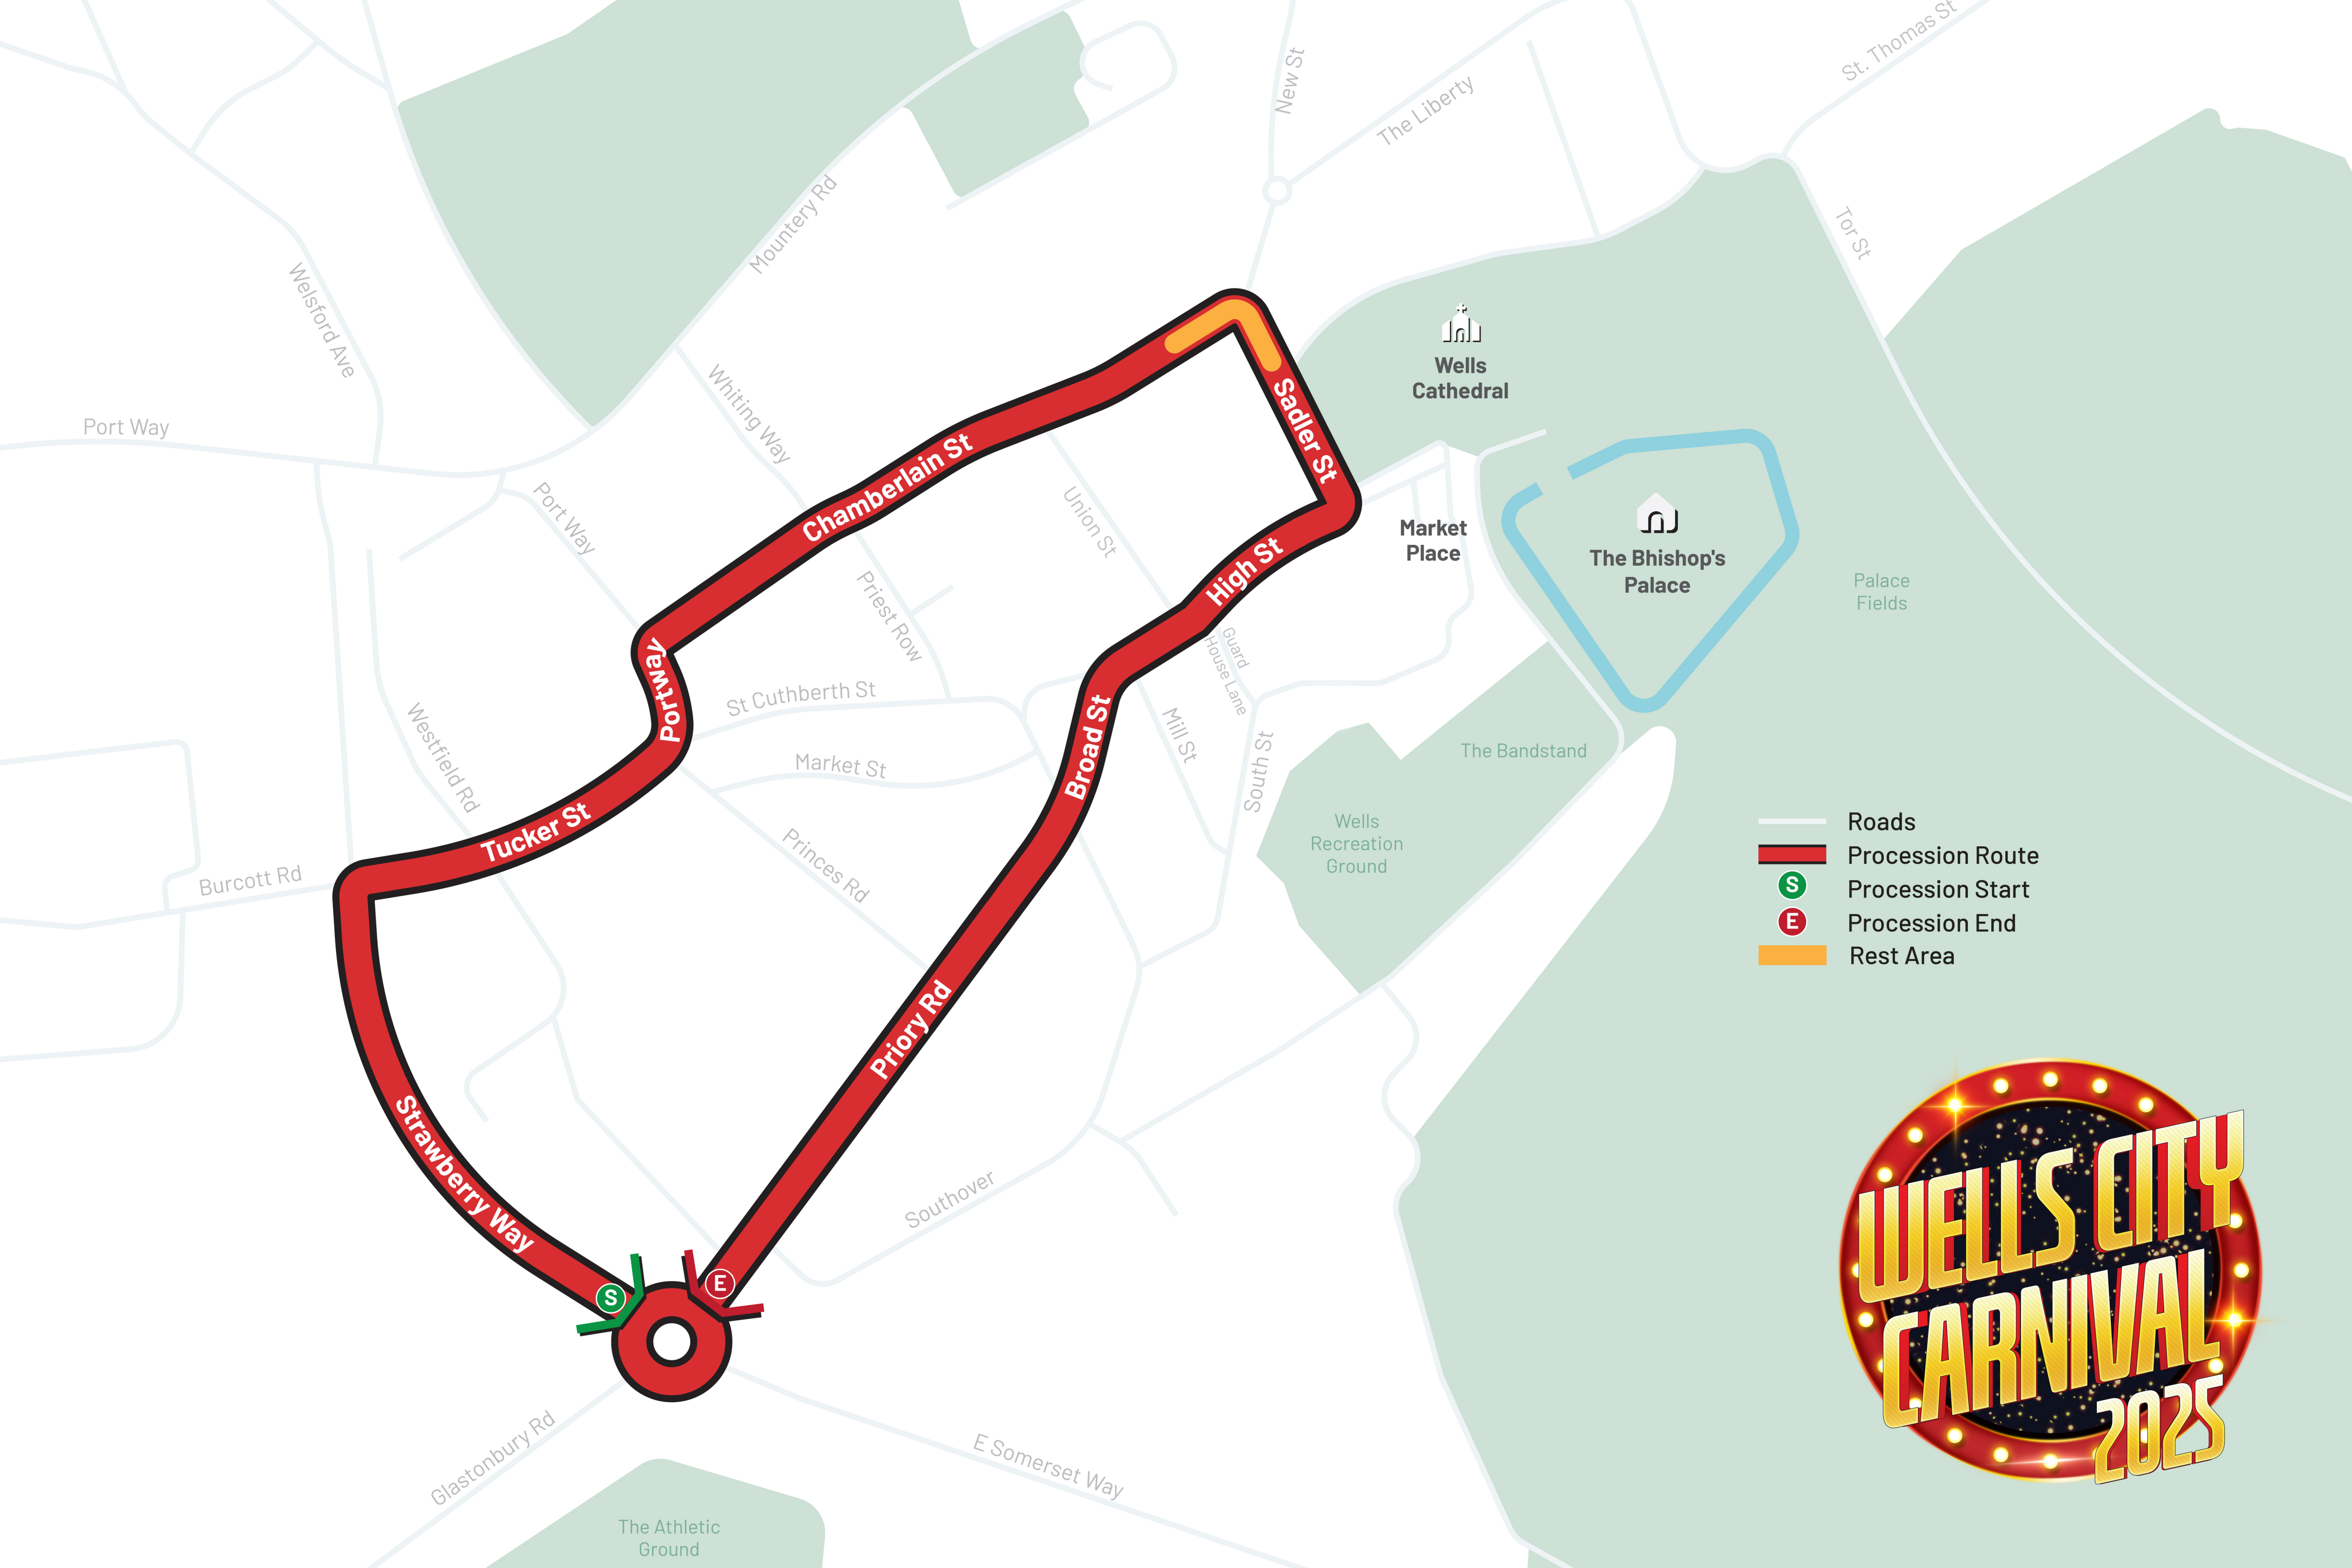 St. Thomas St
New St
The Liberty
Mountery Rd
Tor St
Welsford Ave
Wells
Cathedral
Whiting Way
Sadler St
Port Way
Chamberlain St
Port Way
Union St
High St
Market
Place
The Bhishop's
Palace
Palace
Fields
Priest Row
Portway
St Cuthberth St
Guard
House Lane
Westfield Rd
Market St
Broad St
Mill St
South St
The Bandstand
Tucker St
Wells
Recreation
Ground
Burcott Rd
Princes Rd
Roads
Procession Route
S
Procession Start
E
Procession End
Rest Area
Priory Rd
Strawberry Way
Southover
S
E
WELLS CITY
CARNIVAL
2025
Glastonbury Rd
E Somerset Way
The Athletic
Ground